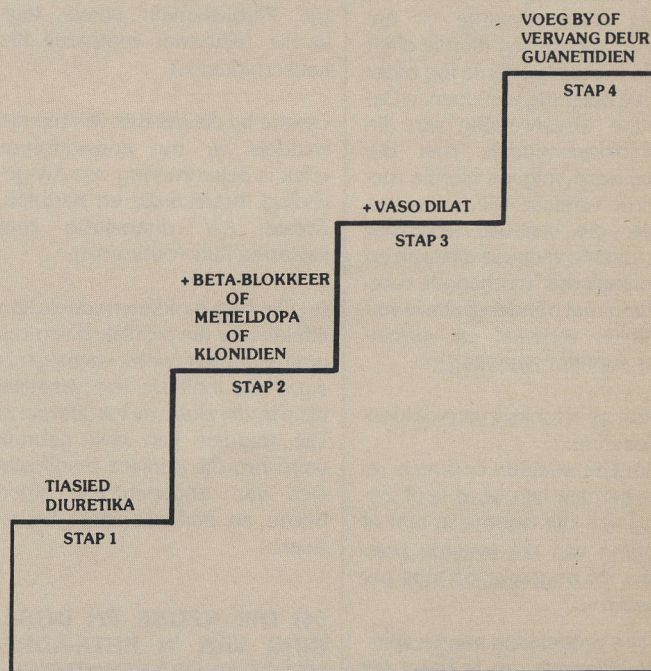 VOEG BY OF
VERVANG DEUR
GUANETIDIEN
STAP 4
+ VASO DILAT
STAP 3
+ BETA-BLOKKEER
OF
METIELDOPA
OF
KLONIDIEN
STAP 2
TIASIED
DIURETIKA
STAP 1